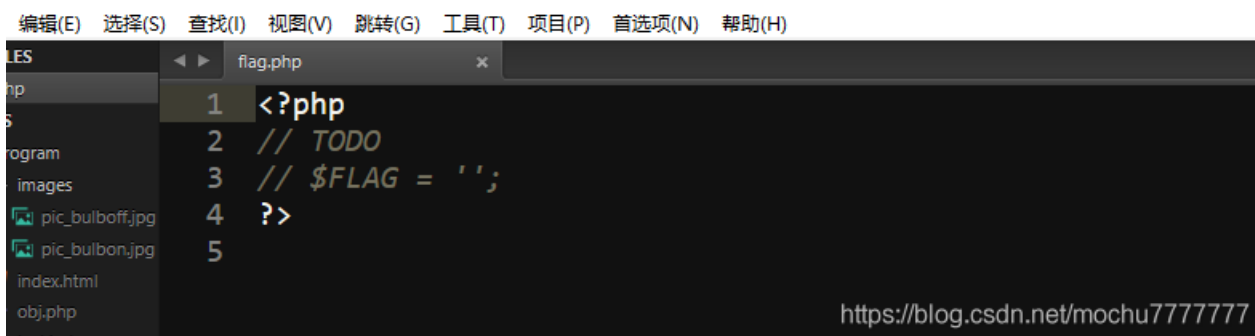 编辑(E) 选择(S) 查找(I) 视图(V) 跳转(G) 工具(T) 项目(P) 首选项(N) 帮助(H)
LES
flag.php
hp
1 <?php
S
2 // TODO
rogram
3 // $FLAG = '';
images
4 ?>
pic_bulboff.jpg
5
pic_bulbon.jpg
index.html
obj.php
https://blog.csdn.net/mochu7777777